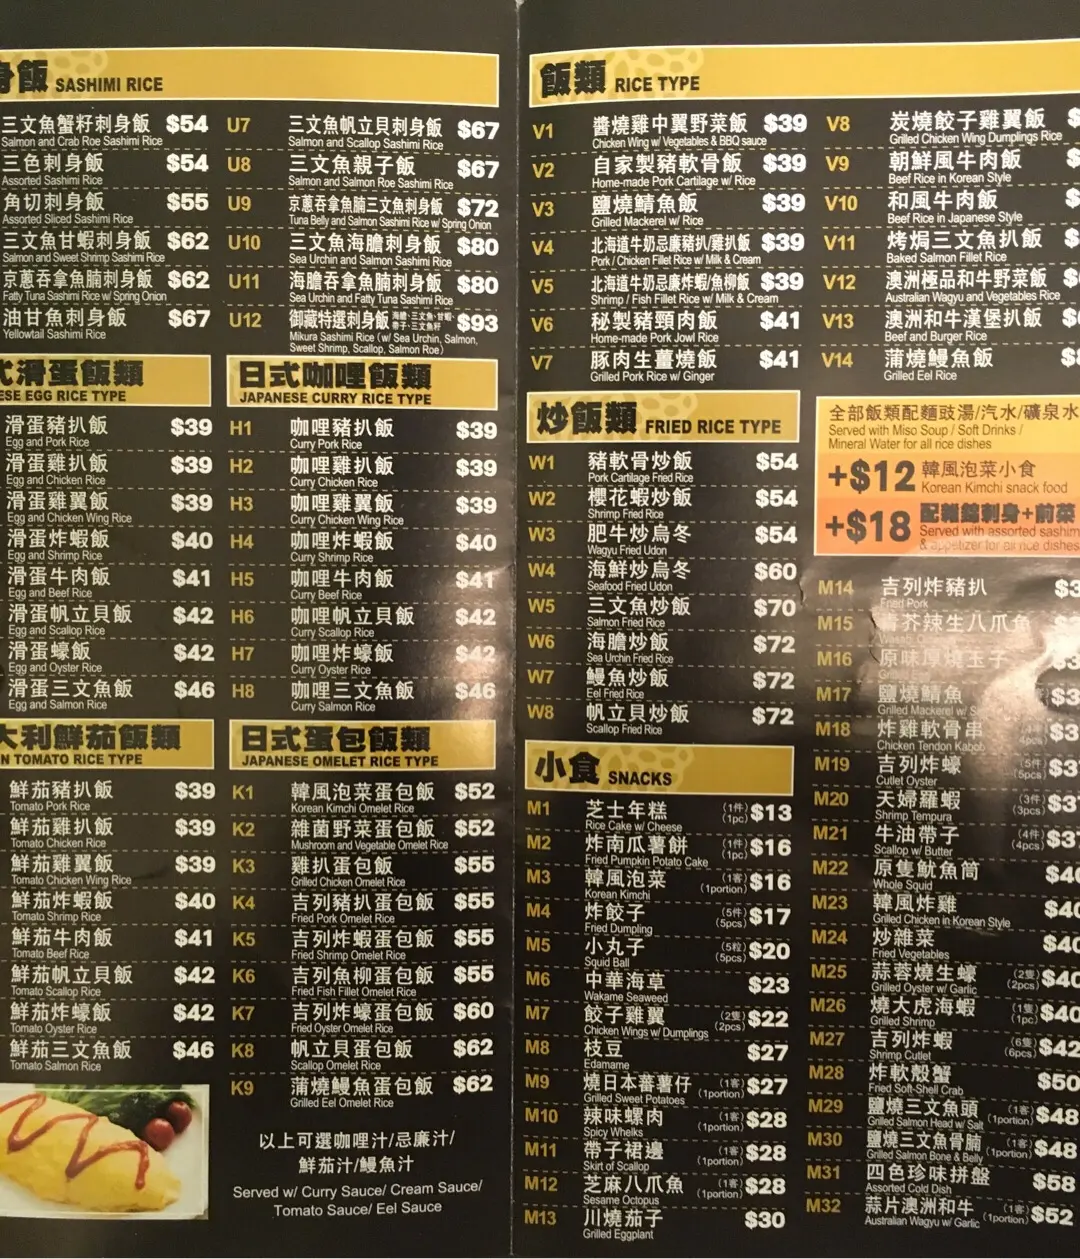 身飯 SASHIMI RICE
三文魚蟹籽刺身飯 $54
Salmon and Crab Roe Sashimi Rice
三色刺身飯 $54
Assorted Sashimi Rice
角切刺身飯 $55
Assorted Sliced Sashimi Rice
三文魚甘蝦刺身飯 $62
Salmon and Sweet Shrimp Sashimi Rice
京蔥吞拿魚腩刺身飯 $62
Fatty Tuna Sashimi Rice w/ Spring Onion
油甘魚刺身飯 $67
Yellowtail Sashimi Rice
U7 三文魚帆立貝刺身飯 $67
Salmon and Scallop Sashimi Rice
U8 三文魚親子飯 $67
Salmon and Salmon Roe Sashimi Rice
U9 京蔥吞拿魚腩三文魚刺身飯 $72
Tuna Belly and Salmon Sashimi Rice w/ Spring Onion
U10 三文魚海膽刺身飯 $80
Sea Urchin and Salmon Sashimi Rice
U11 海膽吞拿魚腩刺身飯 $80
Sea Urchin and Fatty Tuna Sashimi Rice
U12 御藏特選刺身飯 $93
Mikura Sashimi Rice (w/ Sea Urchin, Salmon,
Sweet Shrimp, Scallop, Salmon Roe)
式滑蛋飯類
ESE EGG RICE TYPE
滑蛋豬扒飯 $39
Egg and Pork Rice
滑蛋雞扒飯 $39
Egg and Chicken Rice
滑蛋雞翼飯 $39
Egg and Chicken Wing Rice
滑蛋炸蝦飯 $40
Egg and Shrimp Rice
滑蛋牛肉飯 $41
Egg and Beef Rice
滑蛋帆立貝飯 $42
Egg and Scallop Rice
滑蛋蠔飯 $42
Egg and Oyster Rice
滑蛋三文魚飯 $46
Egg and Salmon Rice
日式咖哩飯類
JAPANESE CURRY RICE TYPE
H1 咖哩豬扒飯 $39
Curry Pork Rice
H2 咖哩雞扒飯 $39
Curry Chicken Rice
H3 咖哩雞翼飯 $39
Curry Chicken Wing Rice
H4 咖哩炸蝦飯 $40
Curry Shrimp Rice
H5 咖哩牛肉飯 $41
Curry Beef Rice
H6 咖哩帆立貝飯 $42
Curry Scallop Rice
H7 咖哩炸蠔飯 $42
Curry Oyster Rice
H8 咖哩三文魚飯 $46
Curry Salmon Rice
大利鮮茄飯類
N TOMATO RICE TYPE
鮮茄豬扒飯 $39
Tomato Pork Rice
鮮茄雞扒飯 $39
Tomato Chicken Rice
鮮茄雞翼飯 $39
Tomato Chicken Wing Rice
鮮茄炸蝦飯 $40
Tomato Shrimp Rice
鮮茄牛肉飯 $41
Tomato Beef Rice
鮮茄帆立貝飯 $42
Tomato Scallop Rice
鮮茄炸蠔飯 $42
Tomato Oyster Rice
鮮茄三文魚飯 $46
Tomato Salmon Rice
日式蛋包飯類
JAPANESE OMELET RICE TYPE
K1 韓風泡菜蛋包飯 $52
Korean Kimchi Omelet Rice
K2 雜菌野菜蛋包飯 $52
Mushroom and Vegetable Omelet Rice
K3 雞扒蛋包飯 $55
Grilled Chicken Omelet Rice
K4 吉列豬扒蛋包飯 $55
Fried Pork Omelet Rice
K5 吉列炸蝦蛋包飯 $55
Fried Shrimp Omelet Rice
K6 吉列魚柳蛋包飯 $55
Fried Fish Fillet Omelet Rice
K7 吉列炸蠔蛋包飯 $60
Fried Oyster Omelet Rice
K8 帆立貝蛋包飯 $62
Scallop Omelet Rice
K9 蒲燒鰻魚蛋包飯 $62
Grilled Eel Omelet Rice
以上可選咖哩汁/忌廉汁/
鮮茄汁/鰻魚汁
Served w/ Curry Sauce/ Cream Sauce/
Tomato Sauce/ Eel Sauce
飯類 RICE TYPE
V1 醬燒雞中翼野菜飯 $39
Chicken Wing w/ Vegetables & BBQ sauce
V2 自家製豬軟骨飯 $39
Home-made Pork Cartilage w/ Rice
V3 鹽燒鯖魚飯 $39
Grilled Mackerel w/ Rice
V4 北海道牛奶忌廉豬扒/雞扒飯 $39
Pork / Chicken Fillet Rice w/ Milk & Cream
V5 北海道牛奶忌廉炸蝦/魚柳飯 $39
Shrimp / Fish Fillet Rice w/ Milk & Cream
V6 秘製豬頸肉飯 $41
Home-made Pork Jowl Rice
V7 豚肉生薑燒飯 $41
Grilled Pork Rice w/ Ginger
V8 炭燒餃子雞翼飯
Grilled Chicken Wing Dumplings Rice
V9 朝鮮風牛肉飯
Beef Rice in Korean Style
V10 和風牛肉飯
Beef Rice in Japanese Style
V11 烤焗三文魚扒飯
Baked Salmon Fillet Rice
V12 澳洲極品和牛野菜飯
Australian Wagyu and Vegetables Rice
V13 澳洲和牛漢堡扒飯
Beef and Burger Rice
V14 蒲燒鰻魚飯
Grilled Eel Rice
炒飯類 FRIED RICE TYPE
W1 豬軟骨炒飯 $54
Pork Cartilage Fried Rice
W2 櫻花蝦炒飯 $54
Shrimp Fried Rice
W3 肥牛炒烏冬 $54
Wagyu Fried Udon
W4 海鮮炒烏冬 $60
Seafood Fried Udon
W5 三文魚炒飯 $70
Salmon Fried Rice
W6 海膽炒飯 $72
Sea Urchin Fried Rice
W7 鰻魚炒飯 $72
Eel Fried Rice
W8 帆立貝炒飯 $72
Scallop Fried Rice
全部飯類配麵豉湯/汽水/礦泉水
Served with Miso Soup / Soft Drinks /
Mineral Water for all rice dishes
+$12 韓風泡菜小食
Korean Kimchi snack food
+$18 配雜錦刺身+前菜
Served with assorted sashimi
& appetizer for all rice dishes
小食 SNACKS
M1 芝士年糕 (1件) (1pc) $13
Rice Cake w/ Cheese
M2 炸南瓜薯餅 (1件) (1pc) $16
Fried Pumpkin Potato Cake
M3 韓風泡菜 (1客) (1portion) $16
Korean Kimchi
M4 炸餃子 (5件) (5pcs) $17
Fried Dumpling
M5 小丸子 (5粒) (5pcs) $20
Squid Ball
M6 中華海草 $23
Wakame Seaweed
M7 餃子雞翼 (2隻) (2pcs) $22
Chicken Wings w/ Dumplings
M8 枝豆 $27
Edamame
M9 燒日本蕃薯仔 (1客) (1portion) $27
Grilled Sweet Potatoes
M10 辣味螺肉 (1客) (1portion) $28
Spicy Whelks
M11 帶子裙邊 (1客) (1portion) $28
Skirt of Scallop
M12 芝麻八爪魚 (1客) (1portion) $28
Sesame Octopus
M13 川燒茄子 $30
Grilled Eggplant
M14 吉列炸豬扒
Fried Pork
M15 芥辣生八爪魚
M16 原味厚燒玉子
M17 鹽燒鯖魚
Grilled Mackerel w/
M18 炸雞軟骨串
Chicken Tendon Kabob
M19 吉列炸蠔 (5件) (5pcs)
Cutlet Oyster
M20 天婦羅蝦 (3件) (3pcs)
Shrimp Tempura
M21 牛油帶子 (4件) (4pcs)
Scallop w/ Butter
M22 原隻魷魚筒
Whole Squid
M23 韓風炸雞
Grilled Chicken in Korean Style
M24 炒雜菜
Fried Vegetables
M25 蒜蓉燒生蠔 (2隻) (2pcs) $40
Grilled Oyster w/ Garlic
M26 燒大虎海蝦 (1隻) (1pc) $40
Grilled Shrimp
M27 吉列炸蝦 (6隻) (6pcs) $42
Shrimp Cutlet
M28 炸軟殼蟹 $50
Fried Soft-Shell Crab
M29 鹽燒三文魚頭 (1客) (1portion) $48
Grilled Salmon Head w/ Salt
M30 鹽燒三文魚骨腩 (1客) (1portion) $48
Grilled Salmon Bone & Belly
M31 四色珍味拼盤 $58
Assorted Cold Dish
M32 蒜片澳洲和牛 (1客) (1portion) $52
Australian Wagyu w/ Garlic